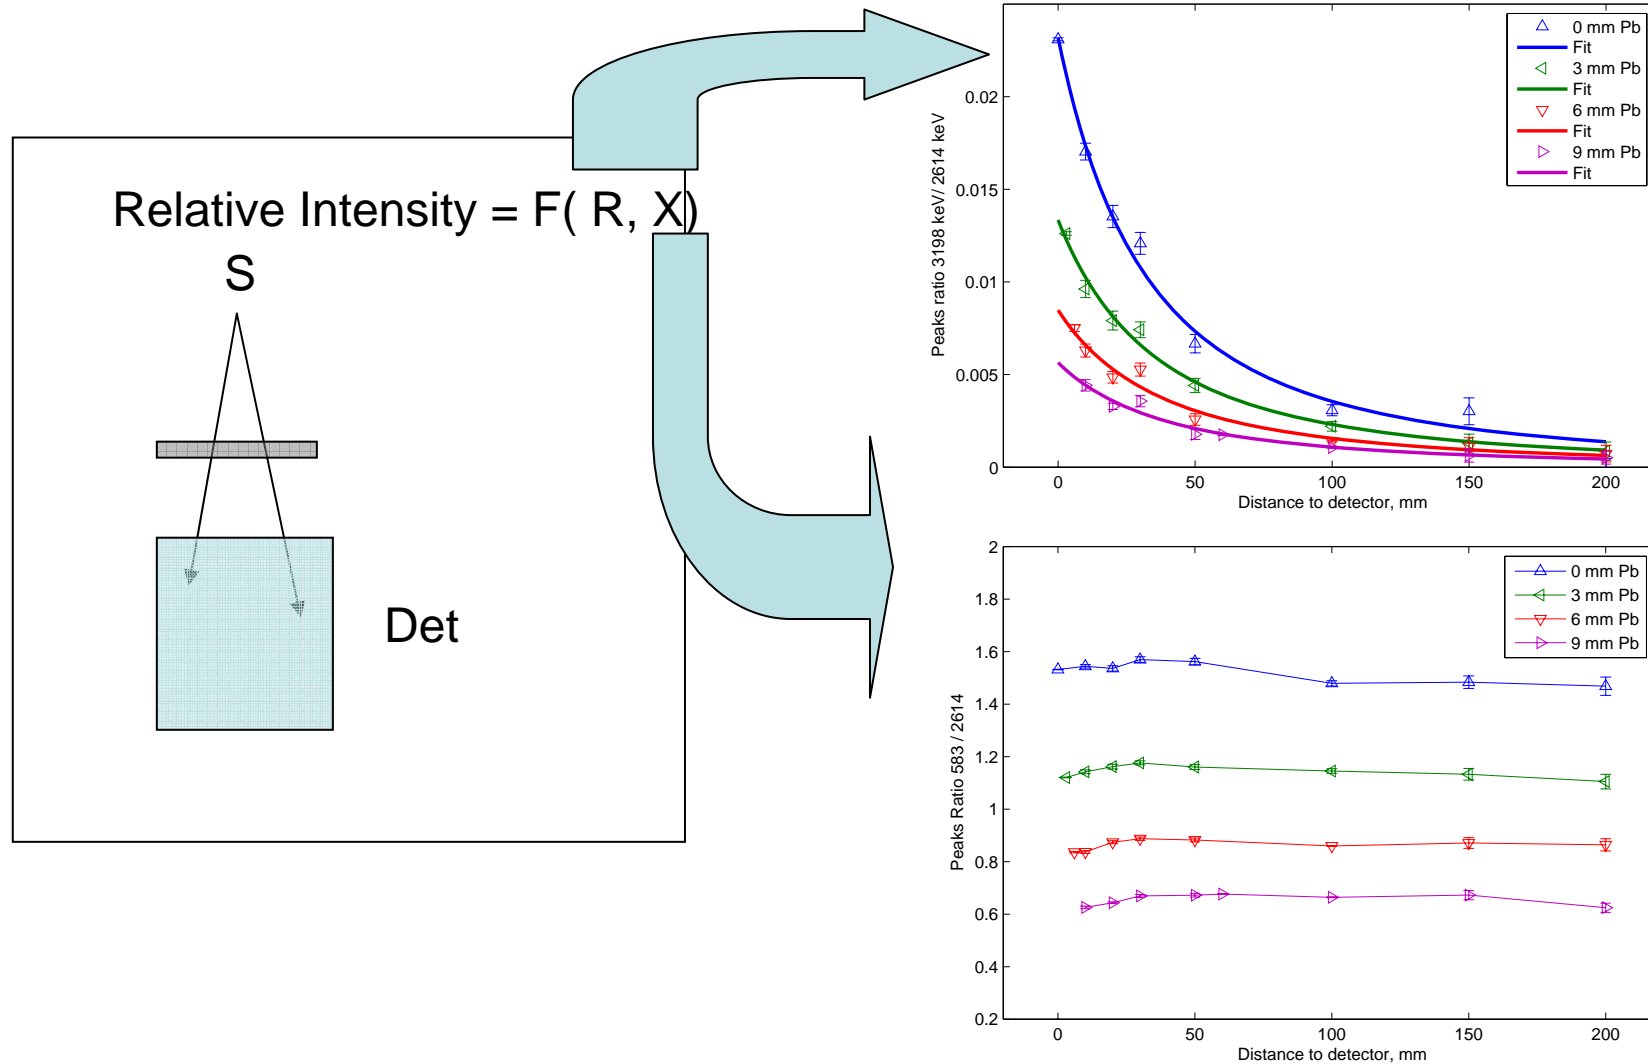 Relative Intensity = F( R, X)
S
Det
Peaks ratio 3198 keV/ 2614 keV
0.02
0.015
0.01
0.005
0
0 50 100 150 200
Distance to detector, mm
0 mm Pb
Fit
3 mm Pb
Fit
6 mm Pb
Fit
9 mm Pb
Fit
Peaks Ratio 583 / 2614
2
1.8
1.6
1.4
1.2
1
0.8
0.6
0.4
0.2
0 50 100 150 200
Distance to detector, mm
0 mm Pb
3 mm Pb
6 mm Pb
9 mm Pb